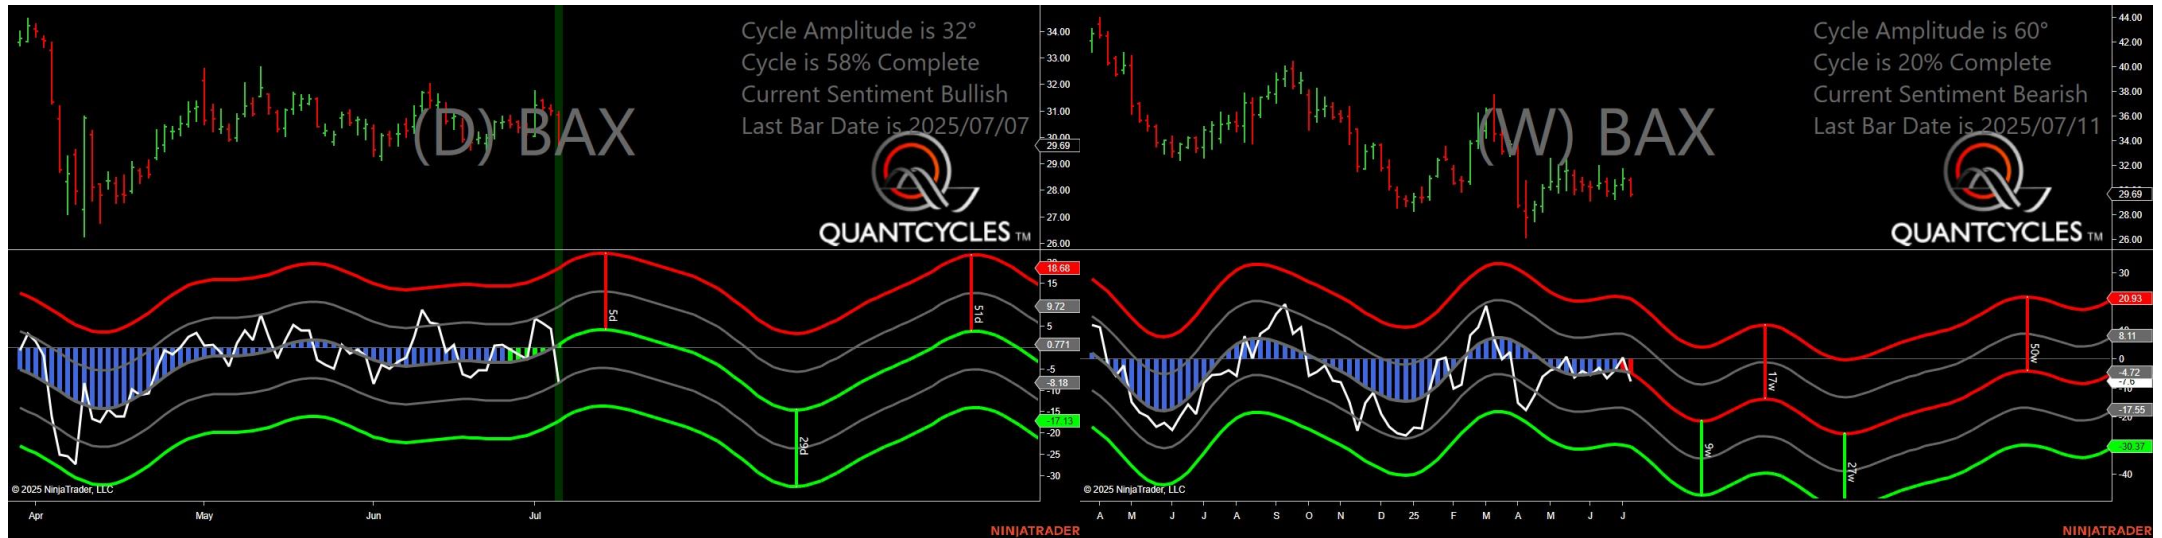 Cycle Amplitude is 32°
Cycle is 58% Complete
Current Sentiment Bullish
Last Bar Date is 2025/07/07
(D) BAX
QUANTCYCLES TM
34.00
33.00
32.00
31.00
30.00
29.69
29.00
28.00
27.00
26.00
18.68
15
9.72
5
0.771
-5
-8.18
-10
-15
-17.13
-20
-25
-30
5d
29d
51d
© 2025 NinjaTrader, LLC
Apr May Jun Jul
NINJATRADER
Cycle Amplitude is 60°
Cycle is 20% Complete
Current Sentiment Bearish
Last Bar Date is 2025/07/11
(W) BAX
QUANTCYCLES TM
44.00
42.00
40.00
38.00
36.00
34.00
32.00
29.69
28.00
26.00
30
20.93
8.11
0
-4.72
-7.6
-17.55
-30.37
-40
9w
17w
27w
50w
© 2025 NinjaTrader, LLC
A M J J A S O N D 25 F M A M J J
NINJATRADER